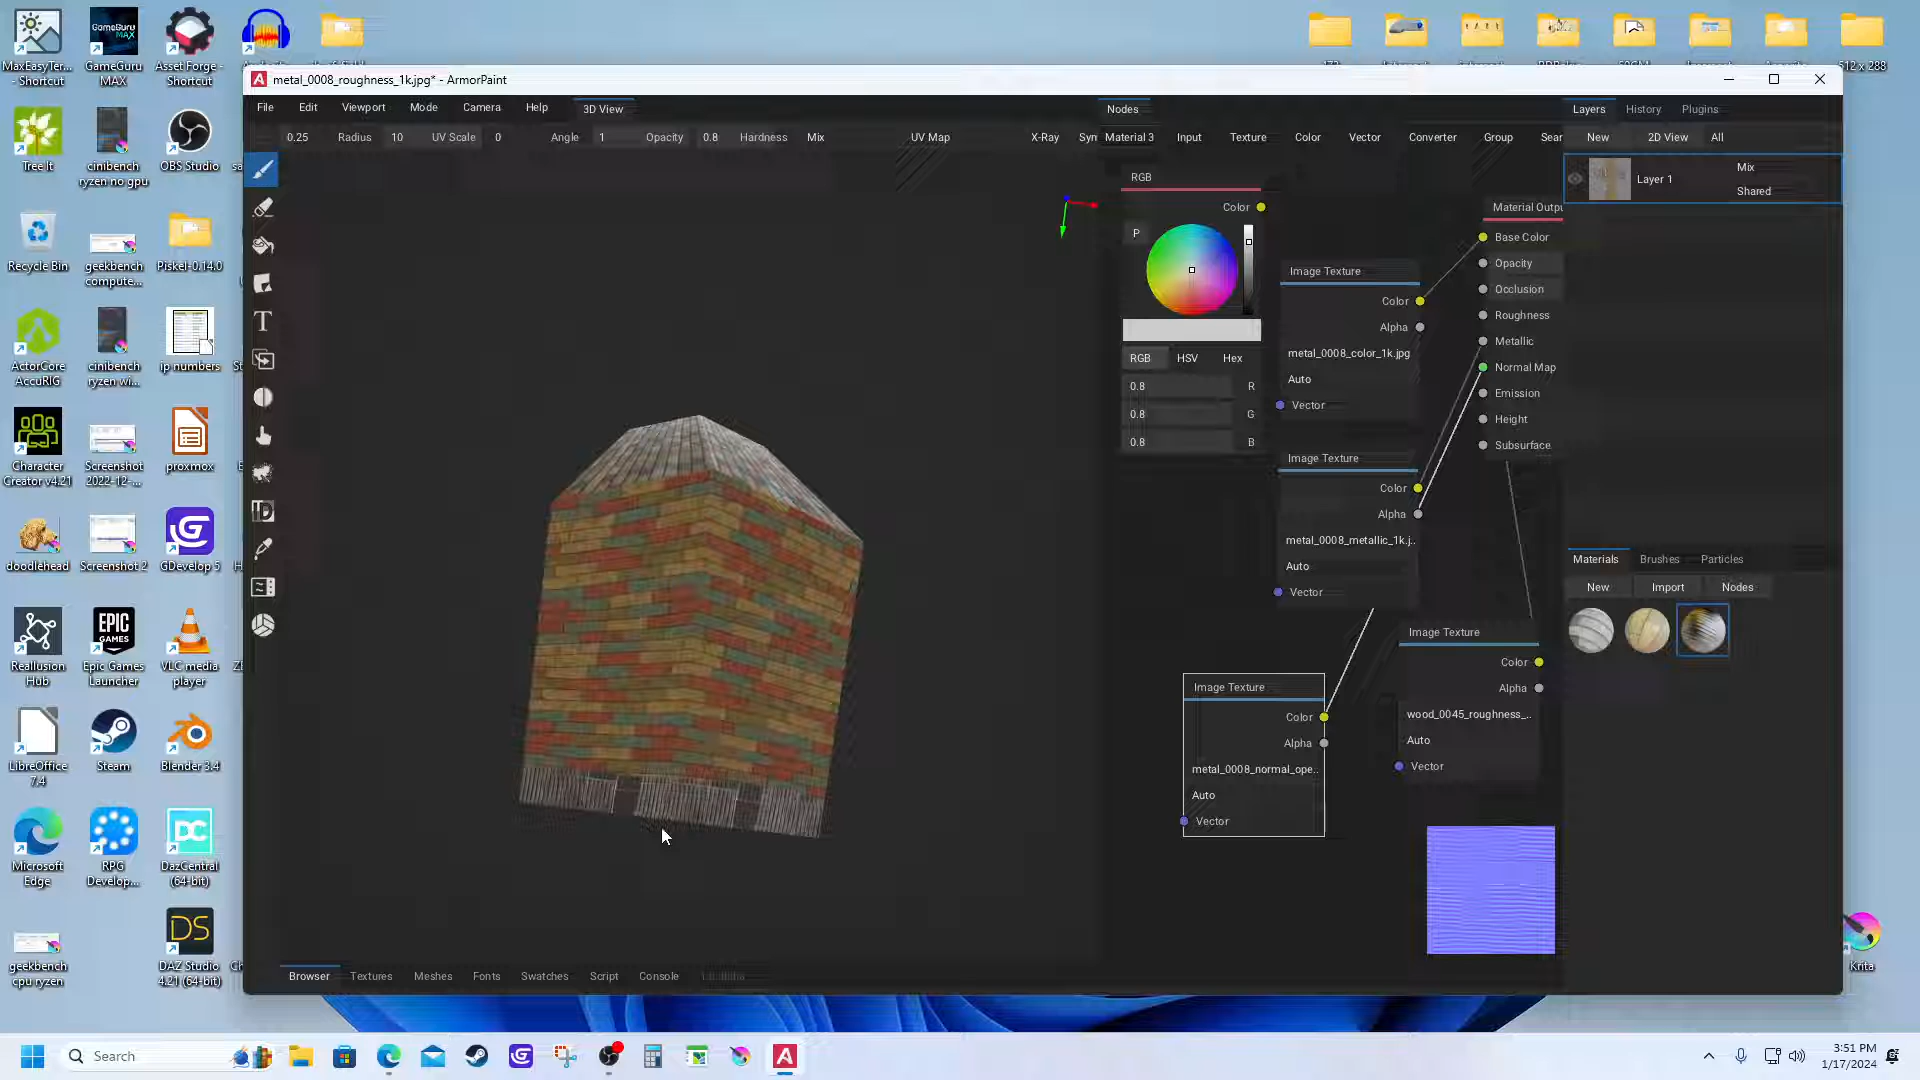 MaxEasyTer...
- Shortcut
GameGuru
MAX
Asset Forge -
Shortcut
512 x 288
metal_0008_roughness_1k.jpg* - ArmorPaint
File Edit Viewport Mode Camera Help 3D View
Nodes
Layers History Plugins
0.25 Radius 10 UV Scale 0 Angle 1 Opacity 0.8 Hardness Mix UV Map X-Ray Syn
Material 3 Input Texture Color Vector Converter Group Sear
New 2D View All
Layer 1
Mix
Shared
RGB
Color
P
RGB HSV Hex
0.8 R
0.8 G
0.8 B
Image Texture
Color
Alpha
metal_0008_color_1k.jpg
Auto
Vector
Image Texture
Color
Alpha
metal_0008_metallic_1k.j..
Auto
Vector
Image Texture
Color
Alpha
metal_0008_normal_ope..
Auto
Vector
Image Texture
Color
Alpha
wood_0045_roughness_..
Auto
Vector
Material Outpu
Base Color
Opacity
Occlusion
Roughness
Metallic
Normal Map
Emission
Height
Subsurface
Materials Brushes Particles
New Import Nodes
Browser Textures Meshes Fonts Swatches Script Console
Tree It
cinibench
ryzen no gpu
OBS Studio
Recycle Bin
geekbench
compute...
Piskel-0.14.0
ActorCore
AccuRIG
cinibench
ryzen wi...
ip numbers
Character
Creator v4.21
Screenshot
2022-12-...
proxmox
doodlehead
Screenshot 2
GDevelop 5
Reallusion
Hub
EPIC
GAMES
Epic Games
Launcher
VLC media
player
LibreOffice
7.4
Steam
Blender 3.4
Microsoft
Edge
RPG
Develop...
DC
DazCentral
(64-bit)
geekbench
cpu ryzen
DS
DAZ Studio
4.21 (64-bit)
Krita
Search
3:51 PM
1/17/2024